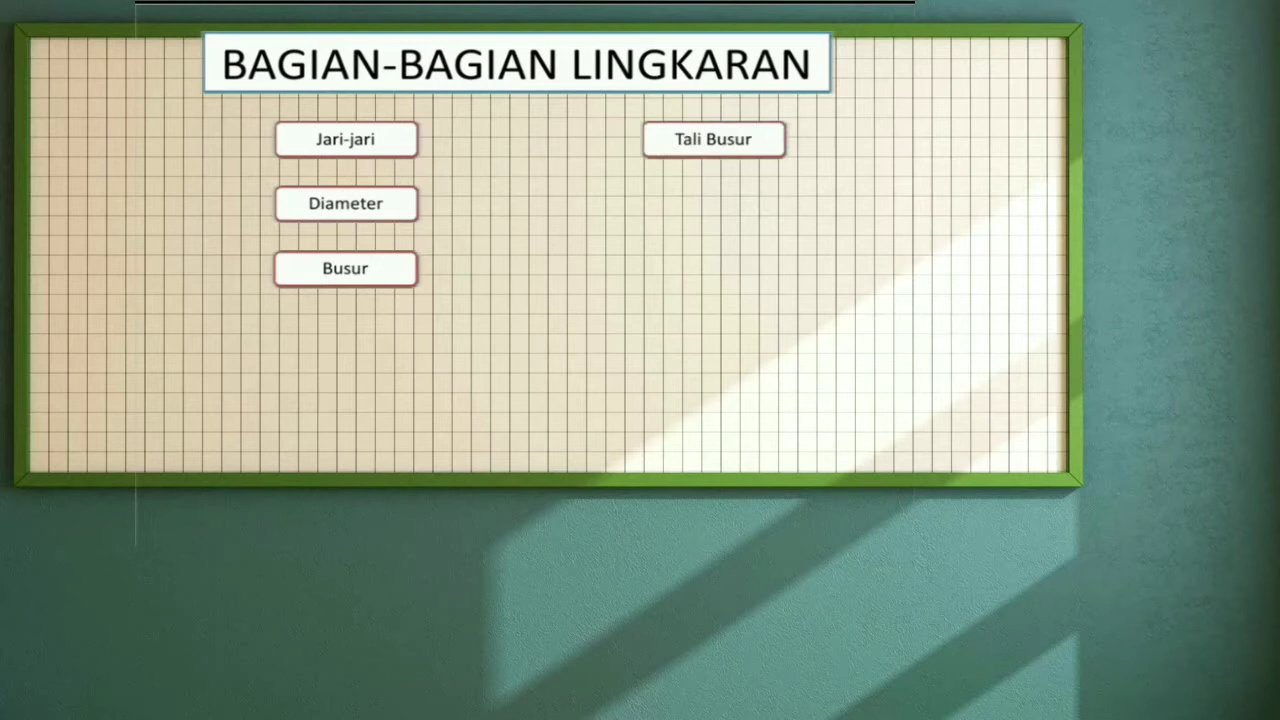 BAGIAN-BAGIAN LINGKARAN
Jari-jari
Tali Busur
Diameter
Busur